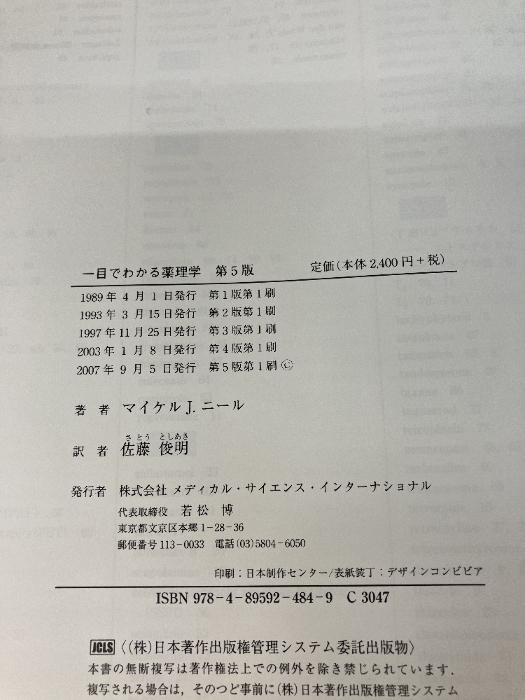 一目でわかる薬理学 第5版 定価(本体2,400円+税)
1989年 4月 1日発行 第1版第1刷
1993年 3月15日発行 第2版第1刷
1997年11月25日発行 第3版第1刷
2003年 1月 8日発行 第4版第1刷
2007年 9月 5日発行 第5版第1刷©
著者 マイケル J. ニール
さとう としあき
訳者 佐藤 俊明
発行者 株式会社 メディカル・サイエンス・インターナショナル
代表取締役 若松 博
東京都文京区本郷1-28-36
郵便番号113-0033 電話(03)5804-6050
印刷:日本制作センター/表紙装丁:デザインコンビビア
ISBN 978-4-89592-484-9 C 3047
JCLS 〈(株)日本著作出版権管理システム委託出版物〉
本書の無断複写は著作権法上での例外を除き禁じられています.
複写される場合は,そのつど事前に(株)日本著作出版権管理システム